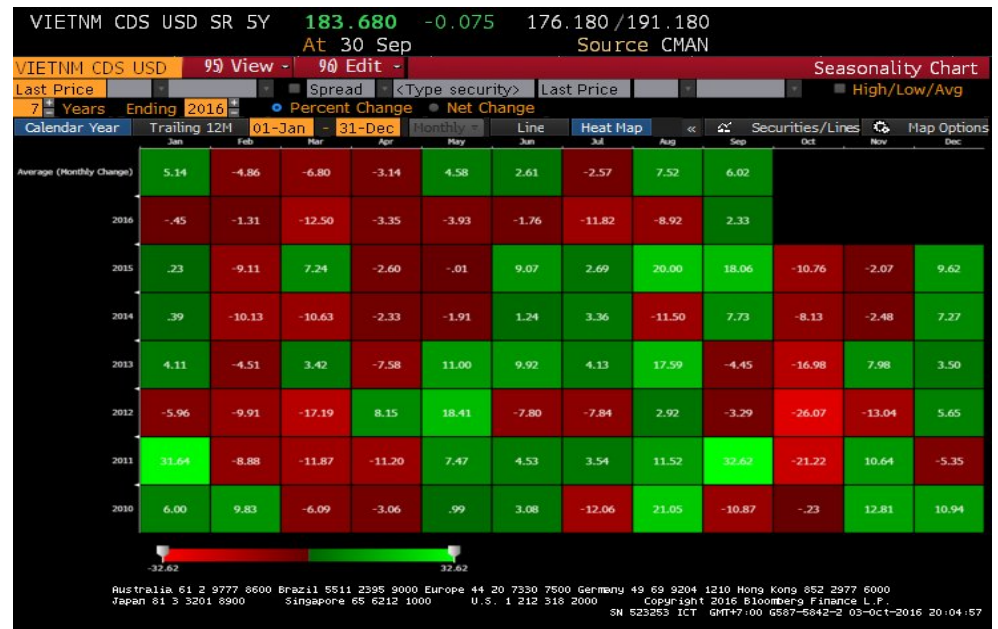 VIETNM CDS USD SR 5Y 183.680 -0.075 176.180/191.180
At 30 Sep Source CMAN
VIETNM CDS USD 95) View 96) Edit Seasonality Chart
Last Price Spread <Type security> Last Price High/Low/Avg
7 Years Ending 2016 Percent Change Net Change
Calendar Year Trailing 12M 01-Jan - 31-Dec Monthly Line Heat Map « Securities/Lines Map Options
Jan Feb Mar Apr May Jun Jul Aug Sep Oct Nov Dec
Average (Monthly Change) 5.14 -4.86 -6.80 -3.14 4.58 2.61 -2.57 7.52 6.02
2016 -.45 -1.31 -12.50 -3.35 -3.93 -1.76 -11.82 -8.92 2.33
2015 .23 -9.11 7.24 -2.60 -.01 9.07 2.69 20.00 18.06 -10.76 -2.07 9.62
2014 .39 -10.13 -10.63 -2.33 -1.91 1.24 3.36 -11.50 7.73 -8.13 -2.48 7.27
2013 4.11 -4.51 3.42 -7.58 11.00 9.92 4.13 17.59 -4.45 -16.98 7.98 3.50
2012 -5.96 -9.91 -17.19 8.15 18.41 -7.80 -7.84 2.92 -3.29 -26.07 -13.04 5.65
2011 31.64 -8.88 -11.87 -11.20 7.47 4.53 3.54 11.52 32.62 -21.22 10.64 -5.35
2010 6.00 9.83 -6.09 -3.06 .99 3.08 -12.06 21.05 -10.87 -.23 12.81 10.94
-32.62 32.62
Australia 61 2 9777 8600 Brazil 5511 2395 9000 Europe 44 20 7330 7500 Germany 49 69 9204 1210 Hong Kong 852 2977 6000
Japan 81 3 3201 8900 Singapore 65 6212 1000 U.S. 1 212 318 2000 Copyright 2016 Bloomberg Finance L.P.
SN 523253 ICT GMT+7:00 G587-5842-2 03-Oct-2016 20:04:57